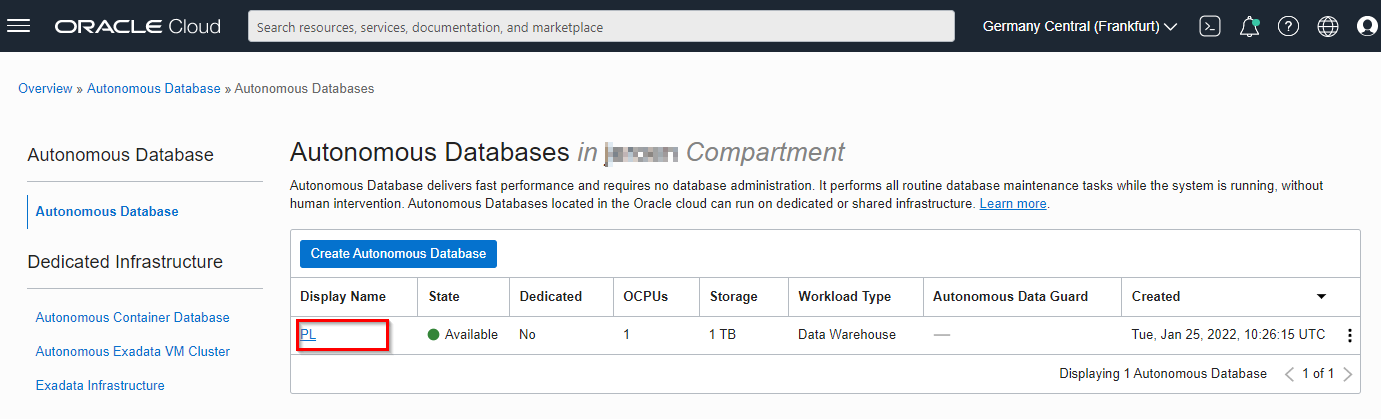 ORACLE Cloud
Search resources, services, documentation, and marketplace
Germany Central (Frankfurt)
Overview » Autonomous Database » Autonomous Databases
Autonomous Database
Autonomous Database
Dedicated Infrastructure
Autonomous Container Database
Autonomous Exadata VM Cluster
Exadata Infrastructure
Autonomous Databases in Compartment
Autonomous Database delivers fast performance and requires no database administration. It performs all routine database maintenance tasks while the system is running, without
human intervention. Autonomous Databases located in the Oracle cloud can run on dedicated or shared infrastructure. Learn more.
Create Autonomous Database
Display Name State Dedicated OCPUs Storage Workload Type Autonomous Data Guard Created
PL Available No 1 1 TB Data Warehouse — Tue, Jan 25, 2022, 10:26:15 UTC
Displaying 1 Autonomous Database < 1 of 1 >